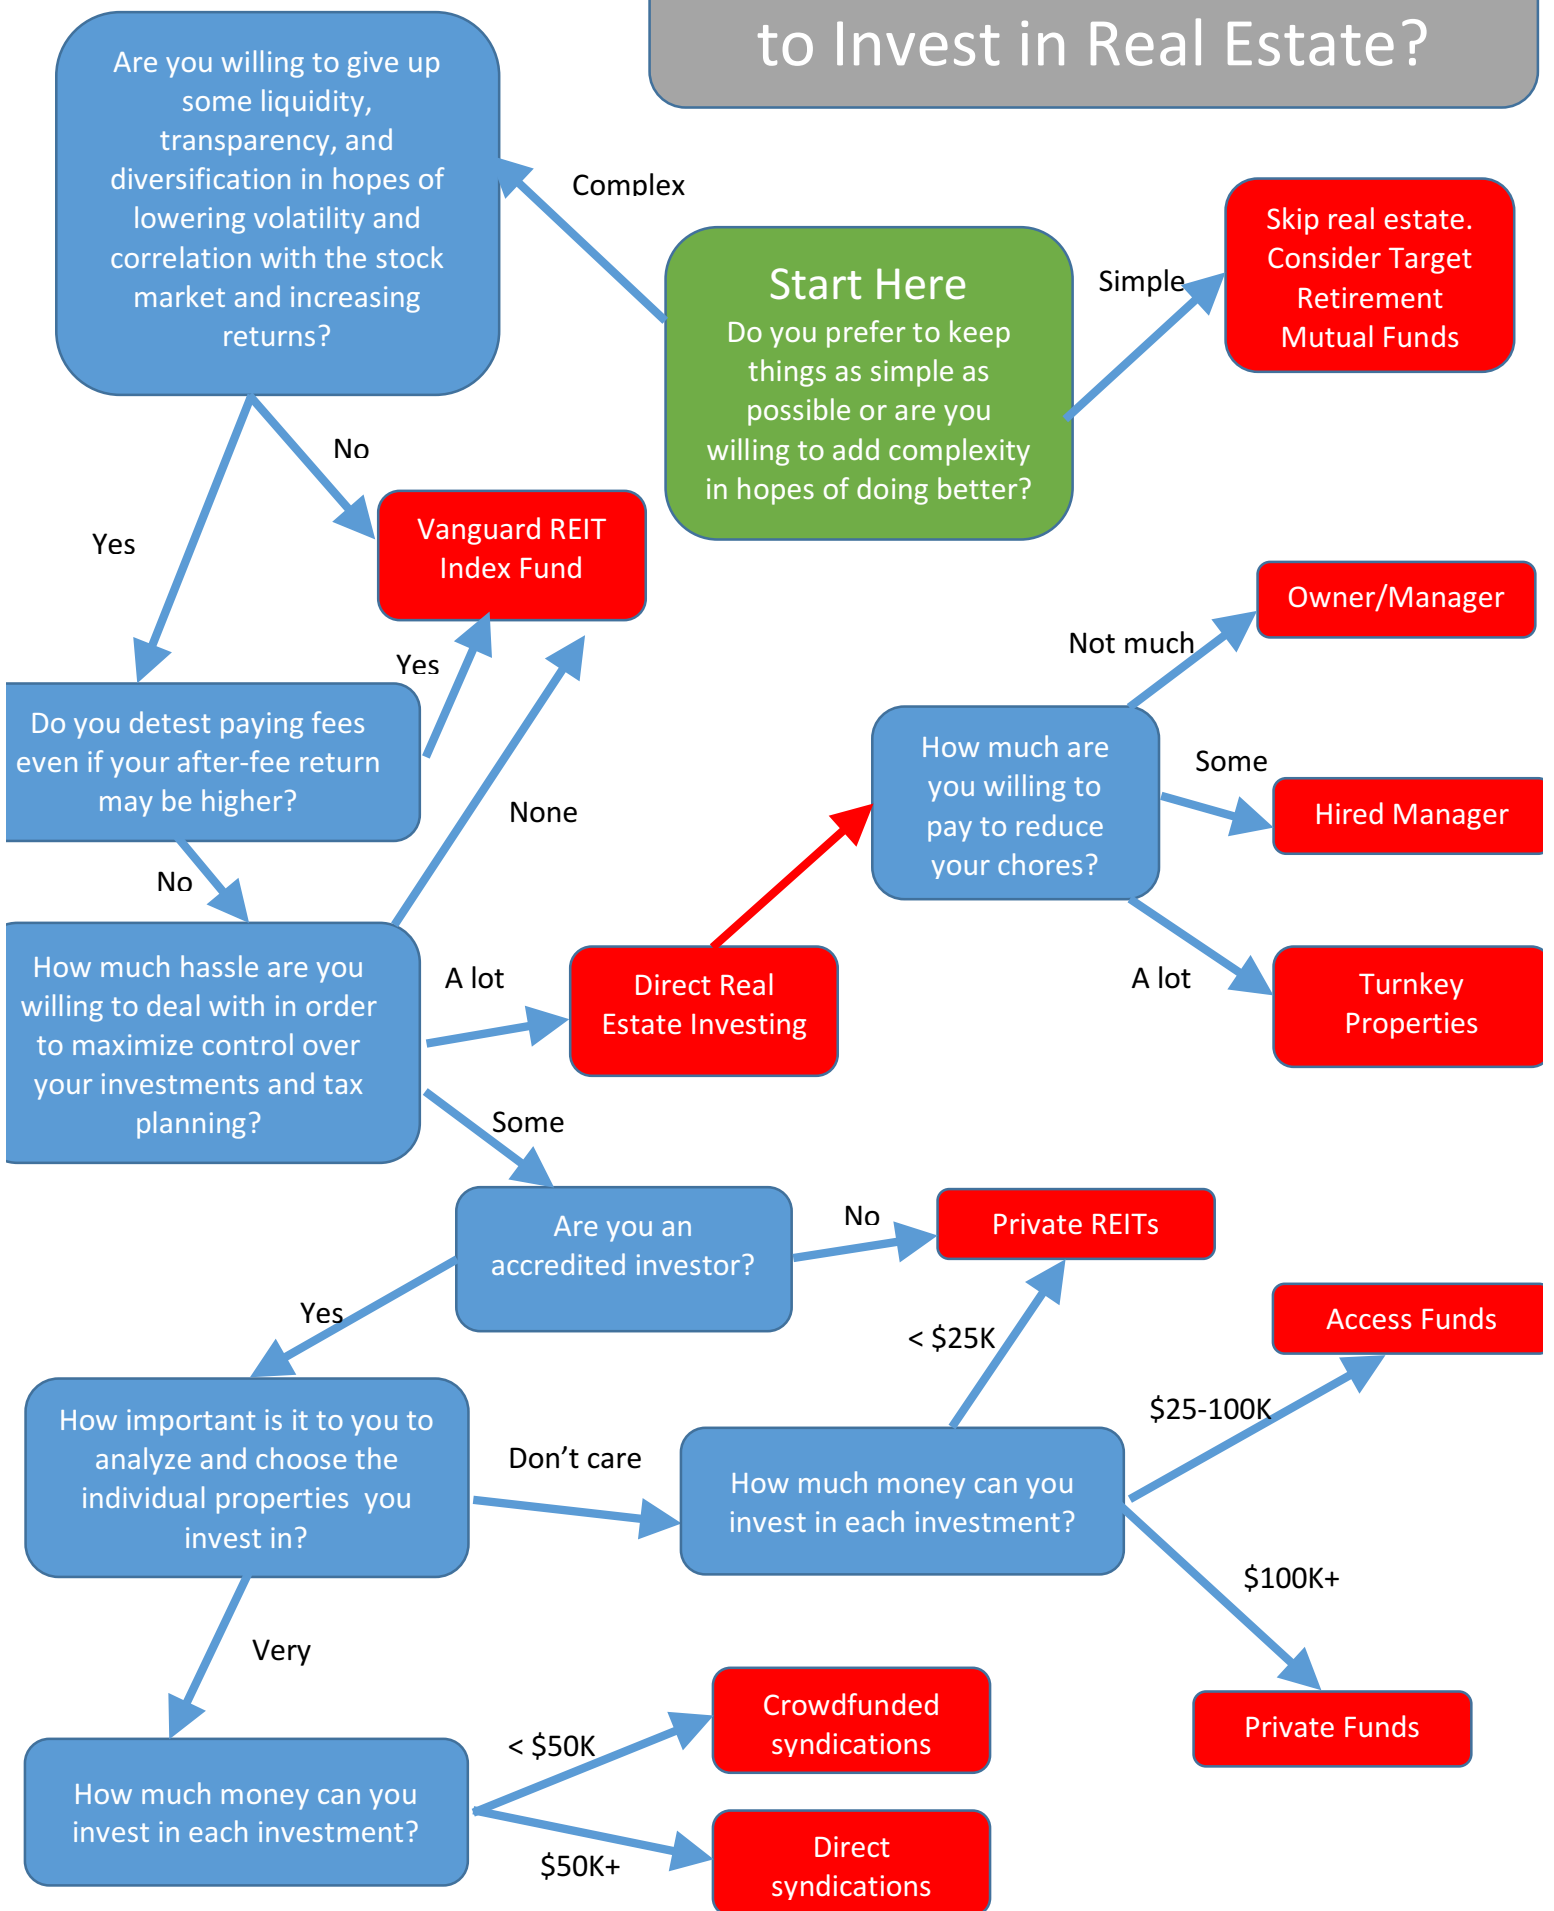 to Invest in Real Estate?
Are you willing to give up
some liquidity,
transparency, and
diversification in hopes of
lowering volatility and
correlation with the stock
market and increasing
returns?
Complex
Start Here
Do you prefer to keep
things as simple as
possible or are you
willing to add complexity
in hopes of doing better?
Simple
Skip real estate.
Consider Target
Retirement
Mutual Funds
No
Yes
Vanguard REIT
Index Fund
Yes
Do you detest paying fees
even if your after-fee return
may be higher?
None
No
How much hassle are you
willing to deal with in order
to maximize control over
your investments and tax
planning?
A lot
Direct Real
Estate Investing
How much are
you willing to
pay to reduce
your chores?
Not much
Owner/Manager
Some
Hired Manager
A lot
Turnkey
Properties
Some
Are you an
accredited investor?
No
Private REITs
Yes
< $25K
Access Funds
$25-100K
How important is it to you to
analyze and choose the
individual properties  you
invest in?
Don’t care
How much money can you
invest in each investment?
$100K+
Private Funds
Very
How much money can you
invest in each investment?
< $50K
Crowdfunded
syndications
$50K+
Direct
syndications